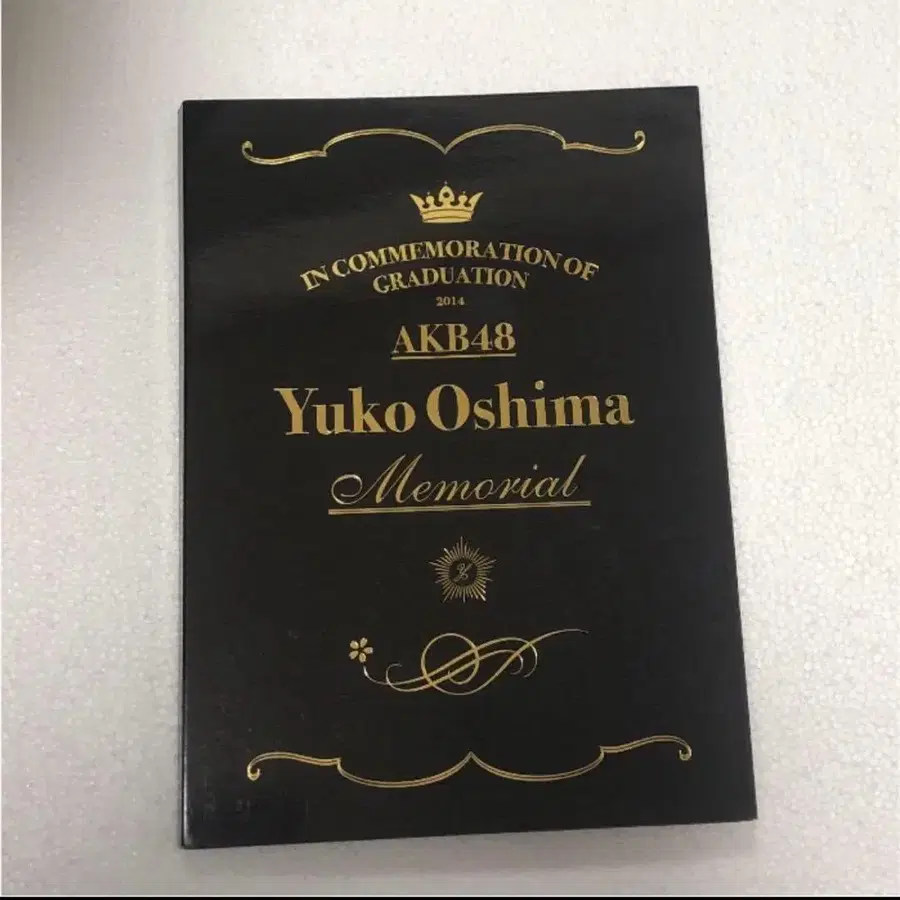 IN COMMEMORATION OF
GRADUATION
2014
AKB48
Yuko Oshima
Memorial
Y